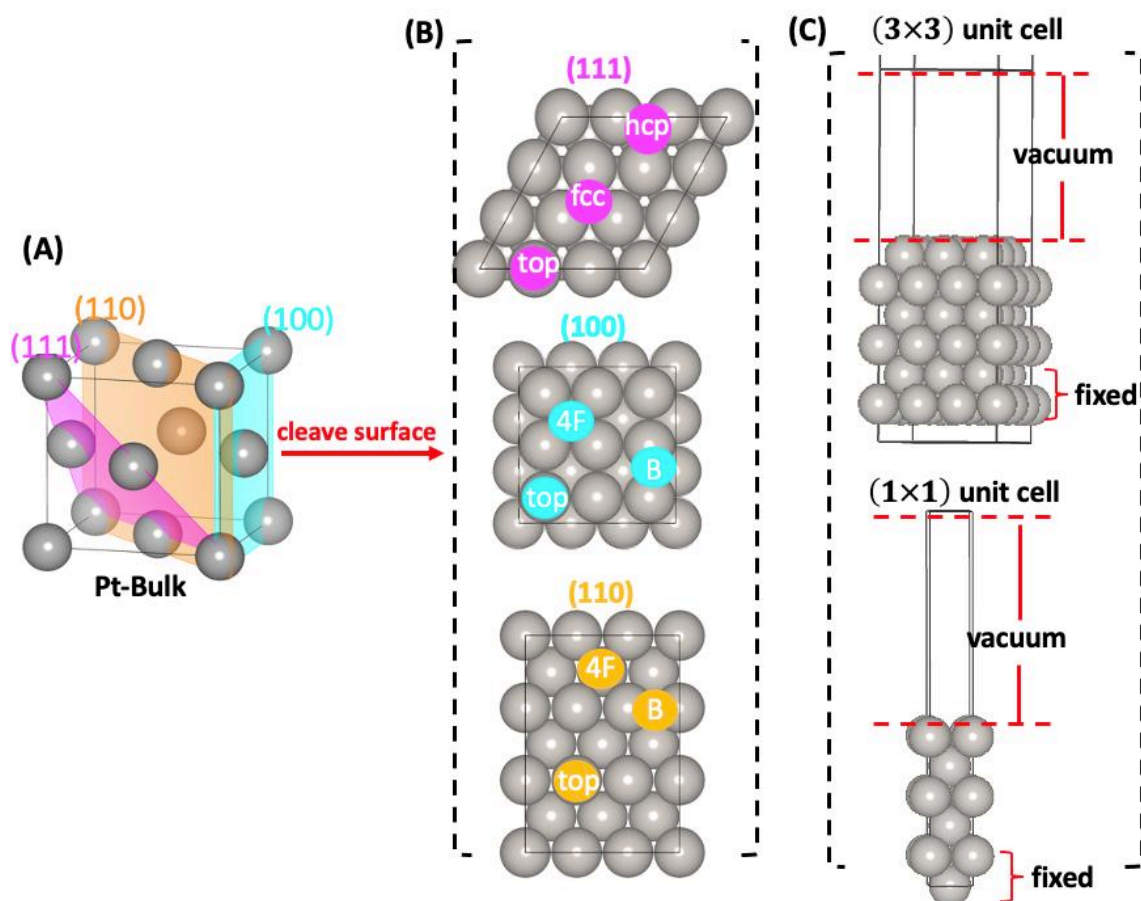 (A)
(110)
(100)
(111)
cleave surface
Pt-Bulk
(B)
(111)
hcp
fcc
top
(100)
4F
B
top
(110)
4F
B
top
(C)
(3×3) unit cell
vacuum
fixed
(1×1) unit cell
vacuum
fixed